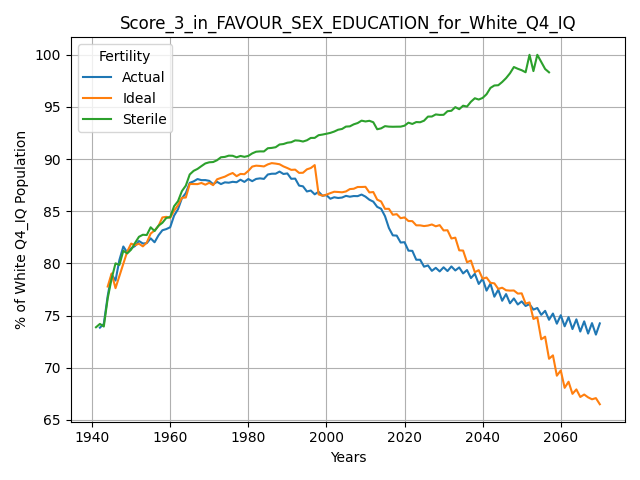 Score_3_in_FAVOUR_SEX_EDUCATION_for_White_Q4_IQ
% of White Q4_IQ Population
100
95
90
85
80
75
70
65
Fertility
Actual
Ideal
Sterile
1940 1960 1980 2000 2020 2040 2060
Years